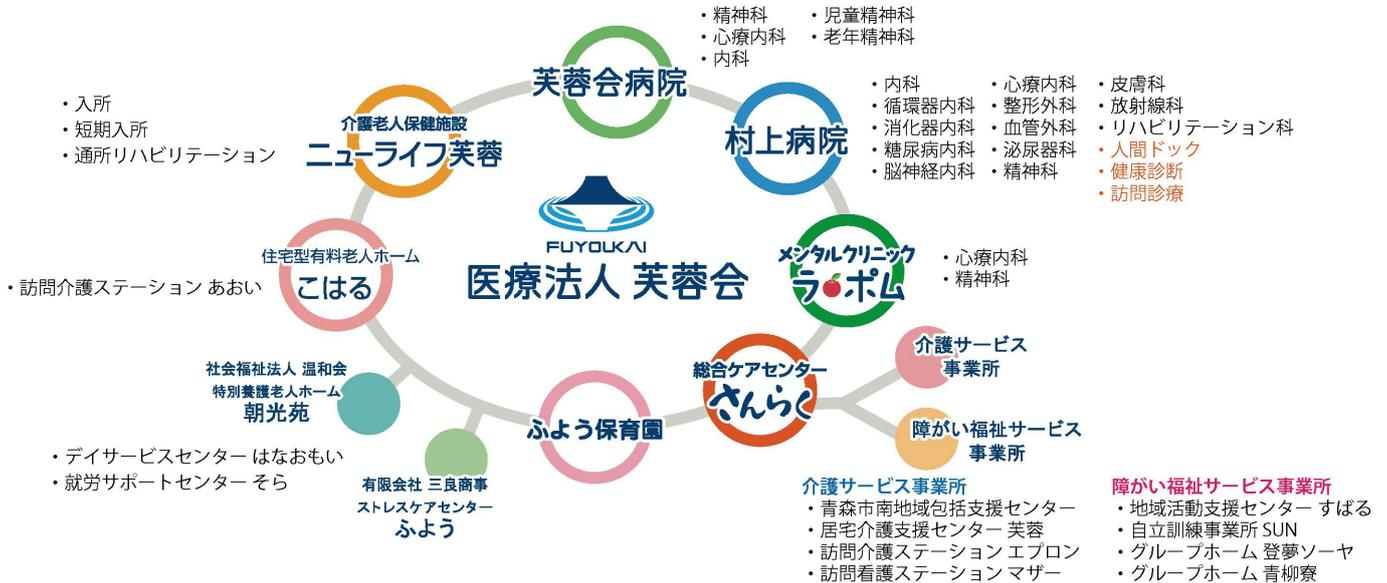 ・精神科
・心療内科
・内科
・児童精神科
・老年精神科
芙蓉会病院
・内科
・循環器内科
・消化器内科
・糖尿病内科
・脳神経内科
・心療内科
・整形外科
・血管外科
・泌尿器科
・精神科
・皮膚科
・放射線科
・リハビリテーション科
・人間ドック
・健康診断
・訪問診療
村上病院
・入所
・短期入所
・通所リハビリテーション
介護老人保健施設
ニューライフ芙蓉
FUYOUKAI
医療法人 芙蓉会
メンタルクリニック
ラ・ポム
・心療内科
・精神科
住宅型有料老人ホーム
こはる
・訪問介護ステーション あおい
総合ケアセンター
さんらく
介護サービス
事業所
障がい福祉サービス
事業所
社会福祉法人 温和会
特別養護老人ホーム
朝光苑
・デイサービスセンター はなおもい
・就労サポートセンター そら
有限会社 三良商事
ストレスケアセンター
ふよう
ふよう保育園
介護サービス事業所
・青森市南地域包括支援センター
・居宅介護支援センター 芙蓉
・訪問介護ステーション エプロン
・訪問看護ステーション マザー
障がい福祉サービス事業所
・地域活動支援センター すばる
・自立訓練事業所 SUN
・グループホーム 登夢ソーヤ
・グループホーム 青柳寮